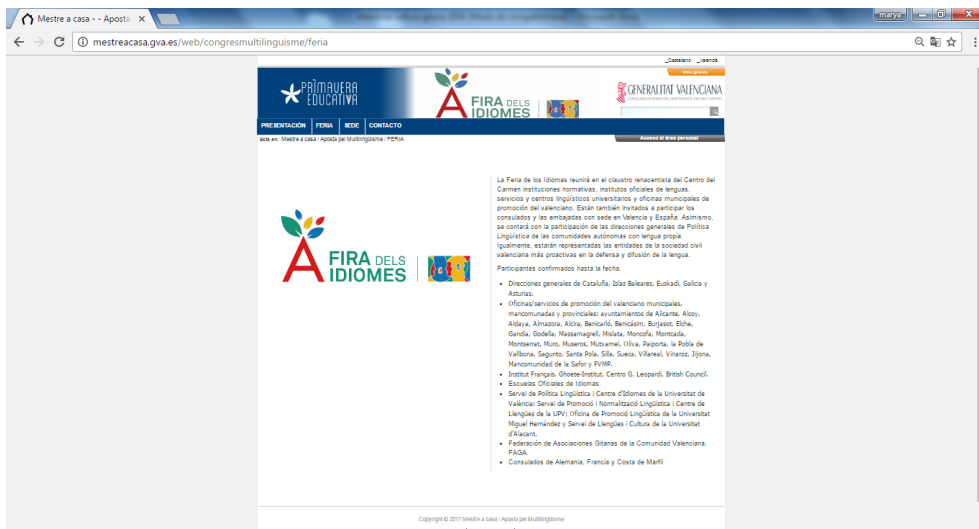 Mestre a casa - - Aposta
marya
mestreacasa.gva.es/web/congresmultilinguisme/feria
_Castellano _Valencià
www.gva.es
PRIMAVERA
EDUCATIVA
FIRA DELS
IDIOMES
GENERALITAT VALENCIANA
PRESENTACIÓN FERIA SEDE CONTACTO
Está en: Mestre a casa / Aposta pel Multilingüisme / FERIA
Acceso al área personal
La Feria de los Idiomas reunirá en el claustro renacentista del Centro del
Carmen instituciones normativas, institutos oficiales de lenguas,
servicios y centros lingüísticos universitarios y oficinas municipales de
promoción del valenciano. Están también invitados a participar los
consulados y las embajadas con sede en Valencia y España. Asimismo,
se contará con la participación de las direcciones generales de Política
Lingüística de las comunidades autónomas con lengua propia.
Igualmente, estarán representadas las entidades de la sociedad civil
valenciana más proactivas en la defensa y difusión de la lengua.
FIRA DELS
IDIOMES
Participantes confirmados hasta la fecha:
Direcciones generales de Cataluña, Islas Baleares, Euskadi, Galicia y
Asturias.
Oficinas/servicios de promoción del valenciano municipales,
mancomunadas y provinciales: ayuntamientos de Alicante, Alcoy,
Aldaya, Almazora, Alcira, Benicarló, Benicàsim, Burjasot, Elche,
Gandía, Godella, Massamagrell, Mislata, Moncofa, Montcada,
Montserrat, Muro, Museros, Mutxamel, Oliva, Paiporta, la Pobla de
Vallbona, Sagunto, Santa Pola, Silla, Sueca, Villareal, Vinaroz, Jijona,
Mancomunidad de la Safor y FVMP.
Institut Français, Ghoete-Institut, Centro G. Leopardi, British Council.
Escuelas Oficiales de Idiomas.
Servei de Política Lingüística i Centre d'Idiomes de la Universitat de
València; Servei de Promoció i Normalització Lingüística i Centre de
Llengües de la UPV; Oficina de Promoció Lingüística de la Universitat
Miguel Hernández y Servei de Llengües i Cultura de la Universitat
d'Alacant.
Federación de Asociaciones Gitanas de la Comunidad Valenciana,
FAGA.
Consulados de Alemania, Francia y Costa de Marfil
Copyright © 2017 Mestre a casa / Aposta pel Multilingüisme